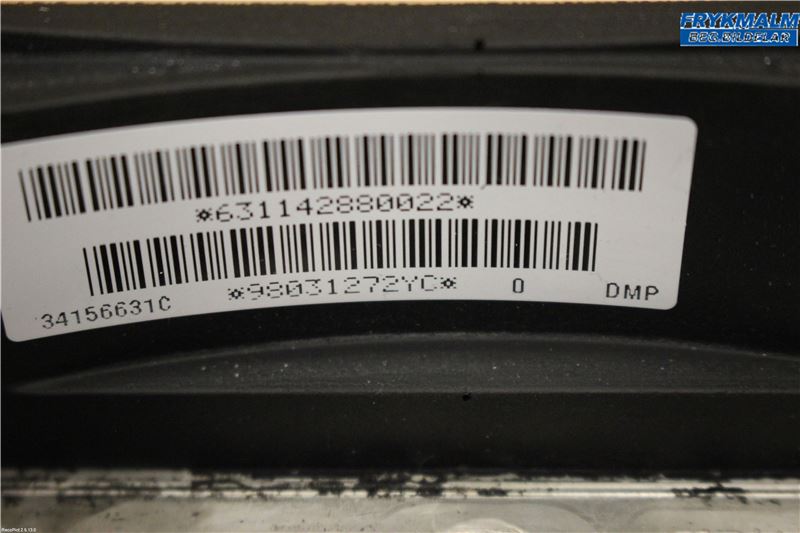 FRYKMALM
BEG.BILDELAR
*631142880022*
*98031272YC* 0 DMP
34156631C